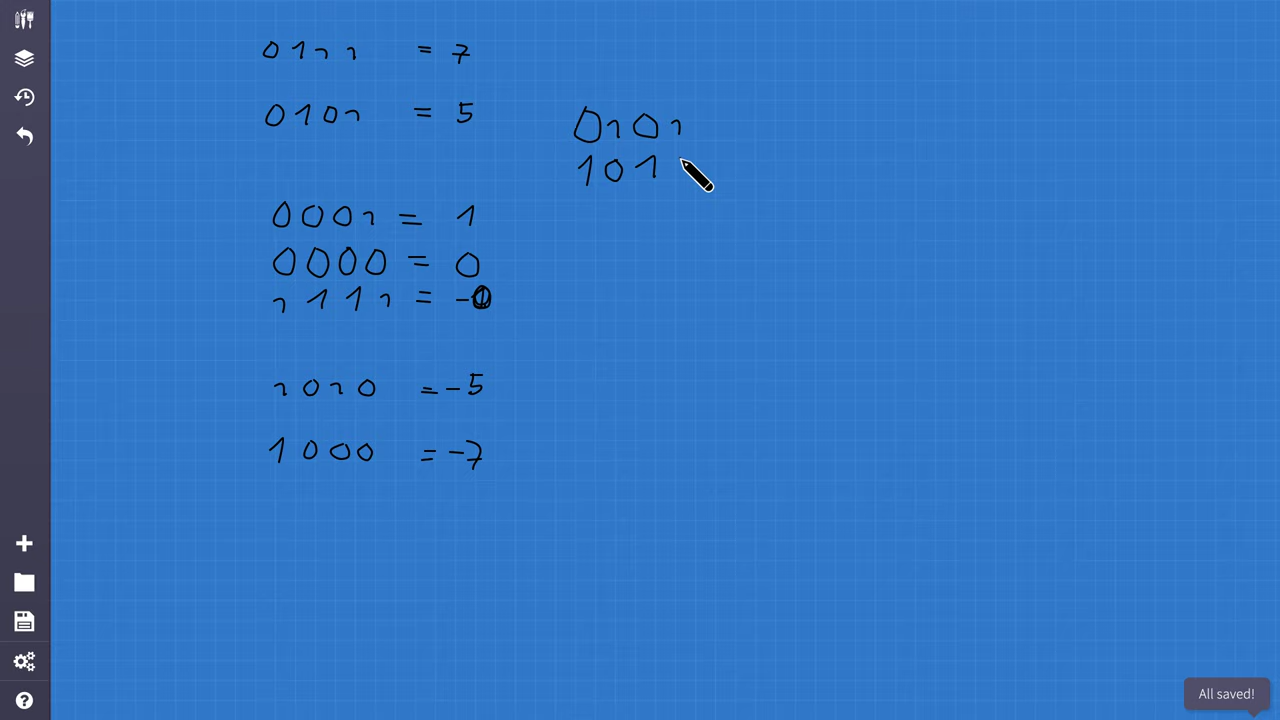 0111 = 7
0101 = 5
0101
101
0001 = 1
0000 = 0
1111 = -0
1010 = -5
1000 = -7
All saved!